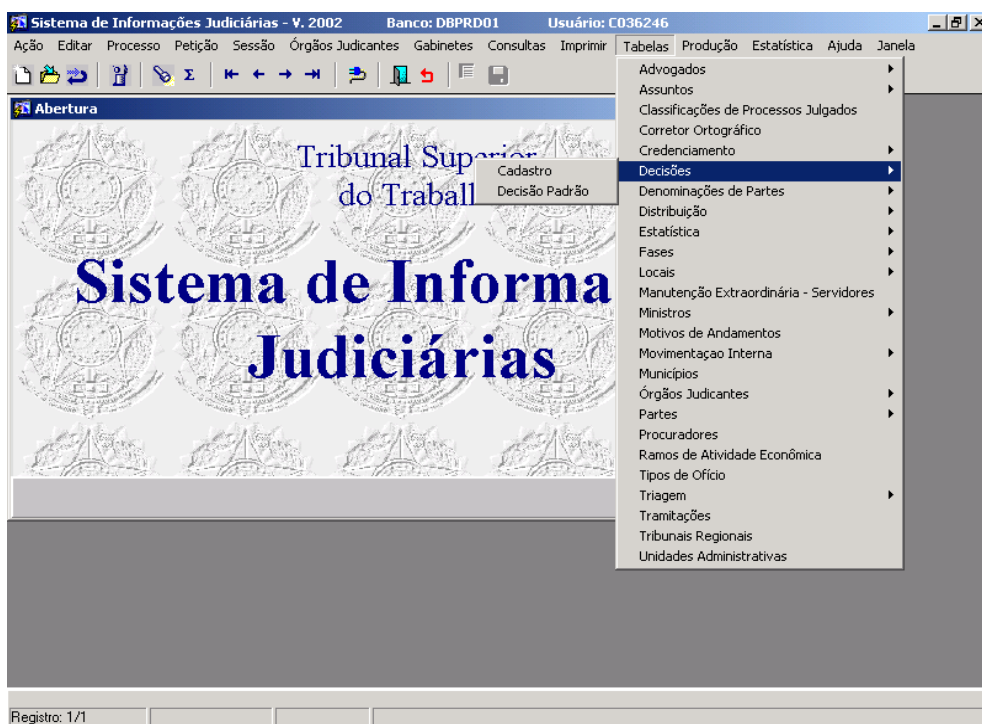 Sistema de Informações Judiciárias - V. 2002 Banco: DBPRD01 Usuário: C036246
Ação Editar Processo Petição Sessão Órgãos Judicantes Gabinetes Consultas Imprimir Tabelas Produção Estatística Ajuda Janela
Abertura
Tribunal Superior
do Traball
Sistema de Informa
Judiciárias
Cadastro
Decisão Padrão
Advogados
Assuntos
Classificações de Processos Julgados
Corretor Ortográfico
Credenciamento
Decisões
Denominações de Partes
Distribuição
Estatística
Fases
Locais
Manutenção Extraordinária - Servidores
Ministros
Motivos de Andamentos
Movimentaçao Interna
Municípios
Órgãos Judicantes
Partes
Procuradores
Ramos de Atividade Econômica
Tipos de Ofício
Triagem
Tramitações
Tribunais Regionais
Unidades Administrativas
Registro: 1/1